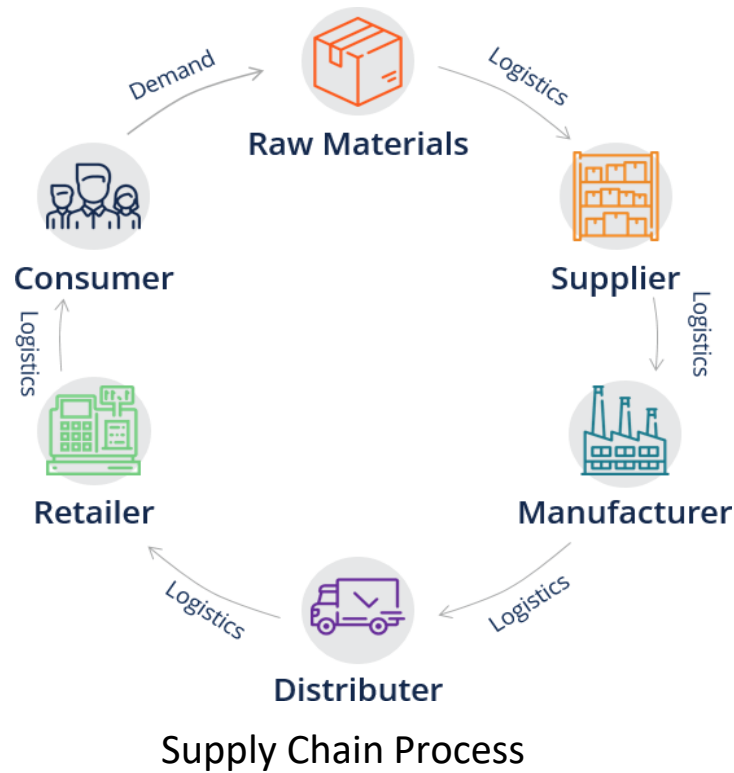 Demand
Raw Materials
Logistics
Supplier
Logistics
Manufacturer
Logistics
Distributer
Logistics
Retailer
Logistics
Consumer
Supply Chain Process